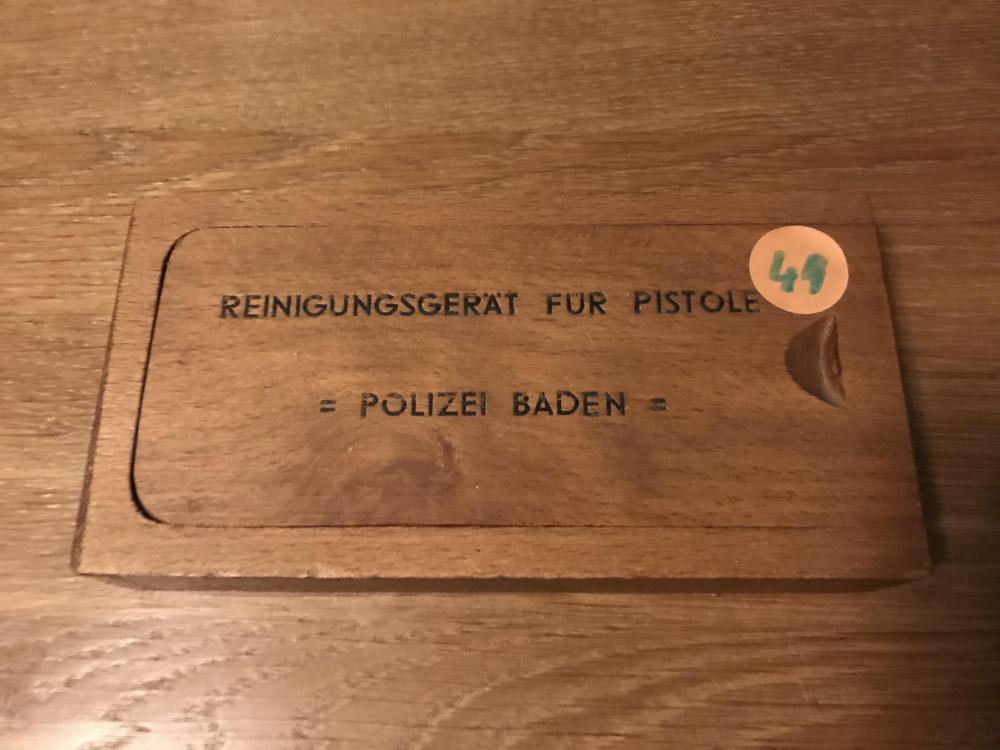 REINIGUNGSGERÄT FÜR PISTOLE
49
= POLIZEI BADEN =